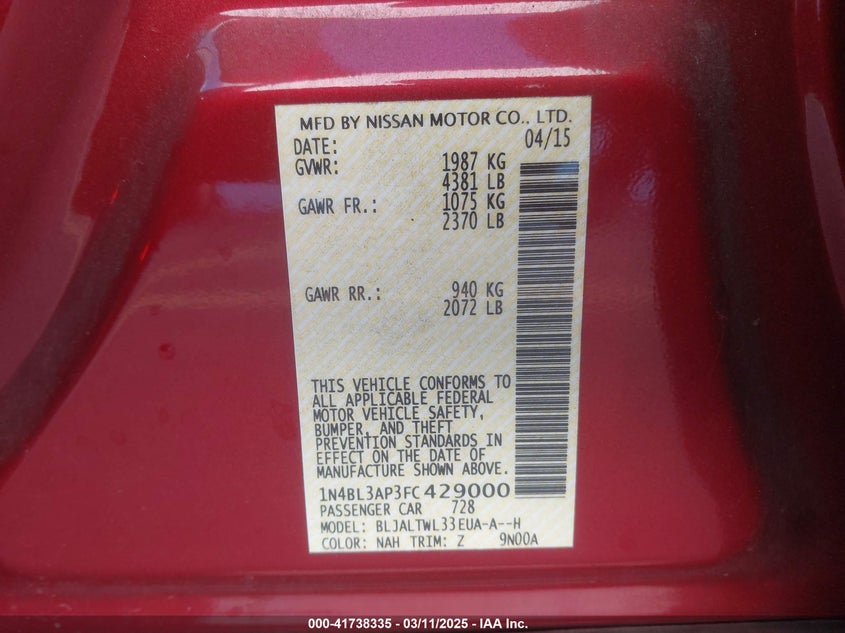 MFD BY NISSAN MOTOR CO., LTD.
DATE: 04/15
GVWR: 1987 KG
4381 LB
GAWR FR.: 1075 KG
2370 LB
GAWR RR.: 940 KG
2072 LB
THIS VEHICLE CONFORMS TO
ALL APPLICABLE FEDERAL
MOTOR VEHICLE SAFETY,
BUMPER, AND THEFT
PREVENTION STANDARDS IN
EFFECT ON THE DATE OF
MANUFACTURE SHOWN ABOVE.
1N4BL3AP3FC429000
PASSENGER CAR 728
MODEL: BLJALTWL33EUA-A--H
COLOR: NAH TRIM: Z 9N00A
000-41738335 - 03/11/2025 - IAA Inc.